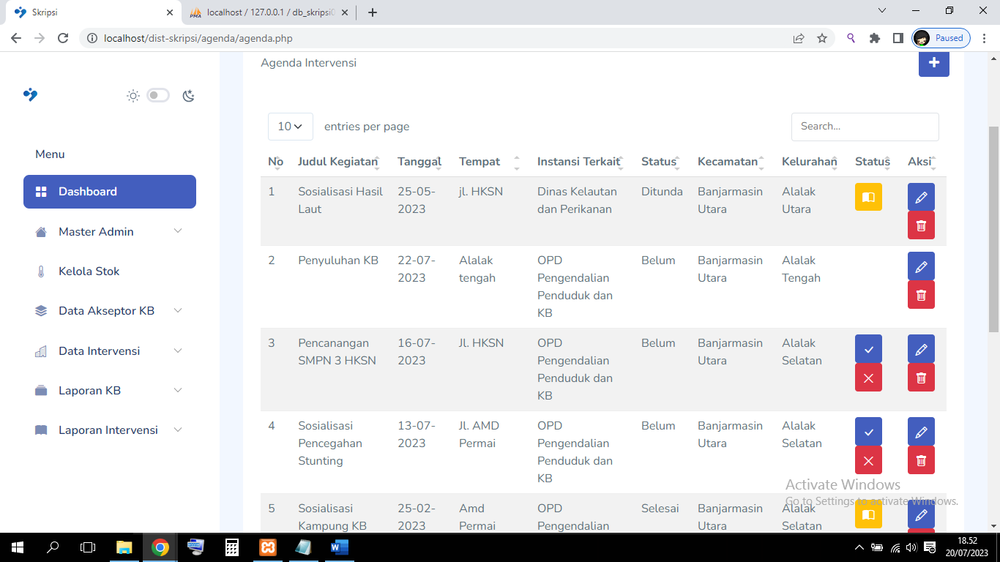 Skripsi
localhost / 127.0.0.1 / db_skripsi
localhost/dist-skripsi/agenda/agenda.php
Paused
Menu
Dashboard
Master Admin
Kelola Stok
Data Akseptor KB
Data Intervensi
Laporan KB
Laporan Intervensi
Agenda Intervensi
10 entries per page
Search...
No Judul Kegiatan Tanggal Tempat Instansi Terkait Status Kecamatan Kelurahan Status Aksi
1 Sosialisasi Hasil 25-05- jl. HKSN Dinas Kelautan Ditunda Banjarmasin Alalak
Laut 2023 dan Perikanan Utara Utara
2 Penyuluhan KB 22-07- Alalak OPD Belum Banjarmasin Alalak
2023 tengah Pengendalian Utara Tengah
Penduduk dan
KB
3 Pencanangan 16-07- Jl. HKSN OPD Belum Banjarmasin Alalak
SMPN 3 HKSN 2023 Pengendalian Utara Selatan
Penduduk dan
KB
4 Sosialisasi 13-07- Jl. AMD OPD Belum Banjarmasin Alalak
Pencegahan 2023 Permai Pengendalian Utara Selatan
Stunting Penduduk dan
KB
Activate Windows
Go to Settings to activate Windows.
5 Sosialisasi 25-02- Amd OPD Selesai Banjarmasin Alalak
Kampung KB 2023 Permai Pengendalian Utara Selatan
18.52
20/07/2023